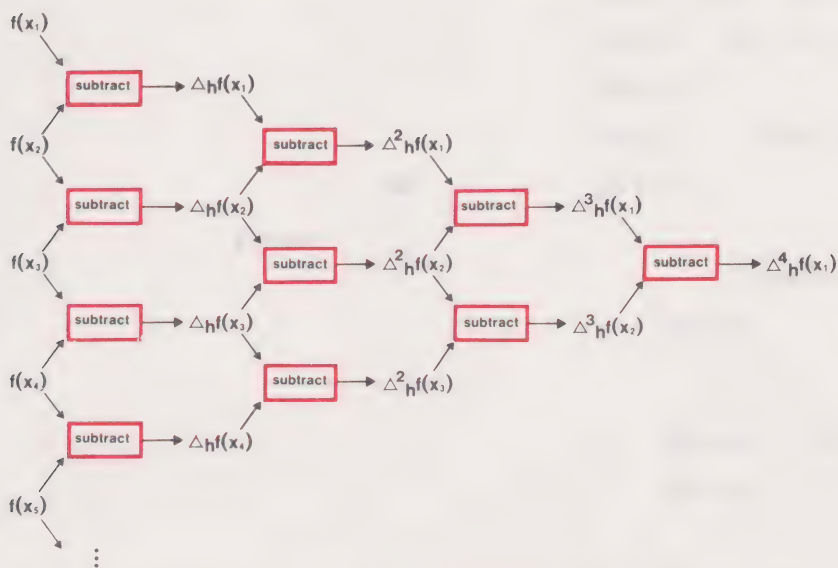 f(x₁)
subtract △hf(x₁)
f(x₂) subtract △²hf(x₁)
subtract △hf(x₂) subtract △³hf(x₁)
f(x₃) subtract △²hf(x₂) subtract △⁴hf(x₁)
subtract △hf(x₃) subtract △³hf(x₂)
f(x₄) subtract △²hf(x₃)
subtract △hf(x₄)
f(x₅)
⋮